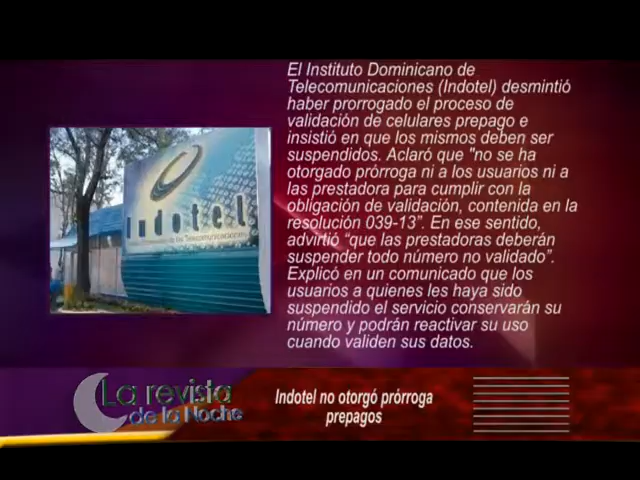 El Instituto Dominicano de
Telecomunicaciones (Indotel) desmintió
haber prorrogado el proceso de
validación de celulares prepago e
insistió en que los mismos deben ser
suspendidos. Aclaró que "no se ha
otorgado prórroga ni a los usuarios ni a
las prestadora para cumplir con la
obligación de validación, contenida en la
resolución 039-13”. En ese sentido,
advirtió “que las prestadoras deberán
suspender todo número no validado”.
Explicó en un comunicado que los
usuarios a quienes les haya sido
suspendido el servicio conservarán su
número y podrán reactivar su uso
cuando validen sus datos.
Indotel
de las Telecomunicaciones
La revista
de la Noche
Indotel no otorgó prórroga
prepagos